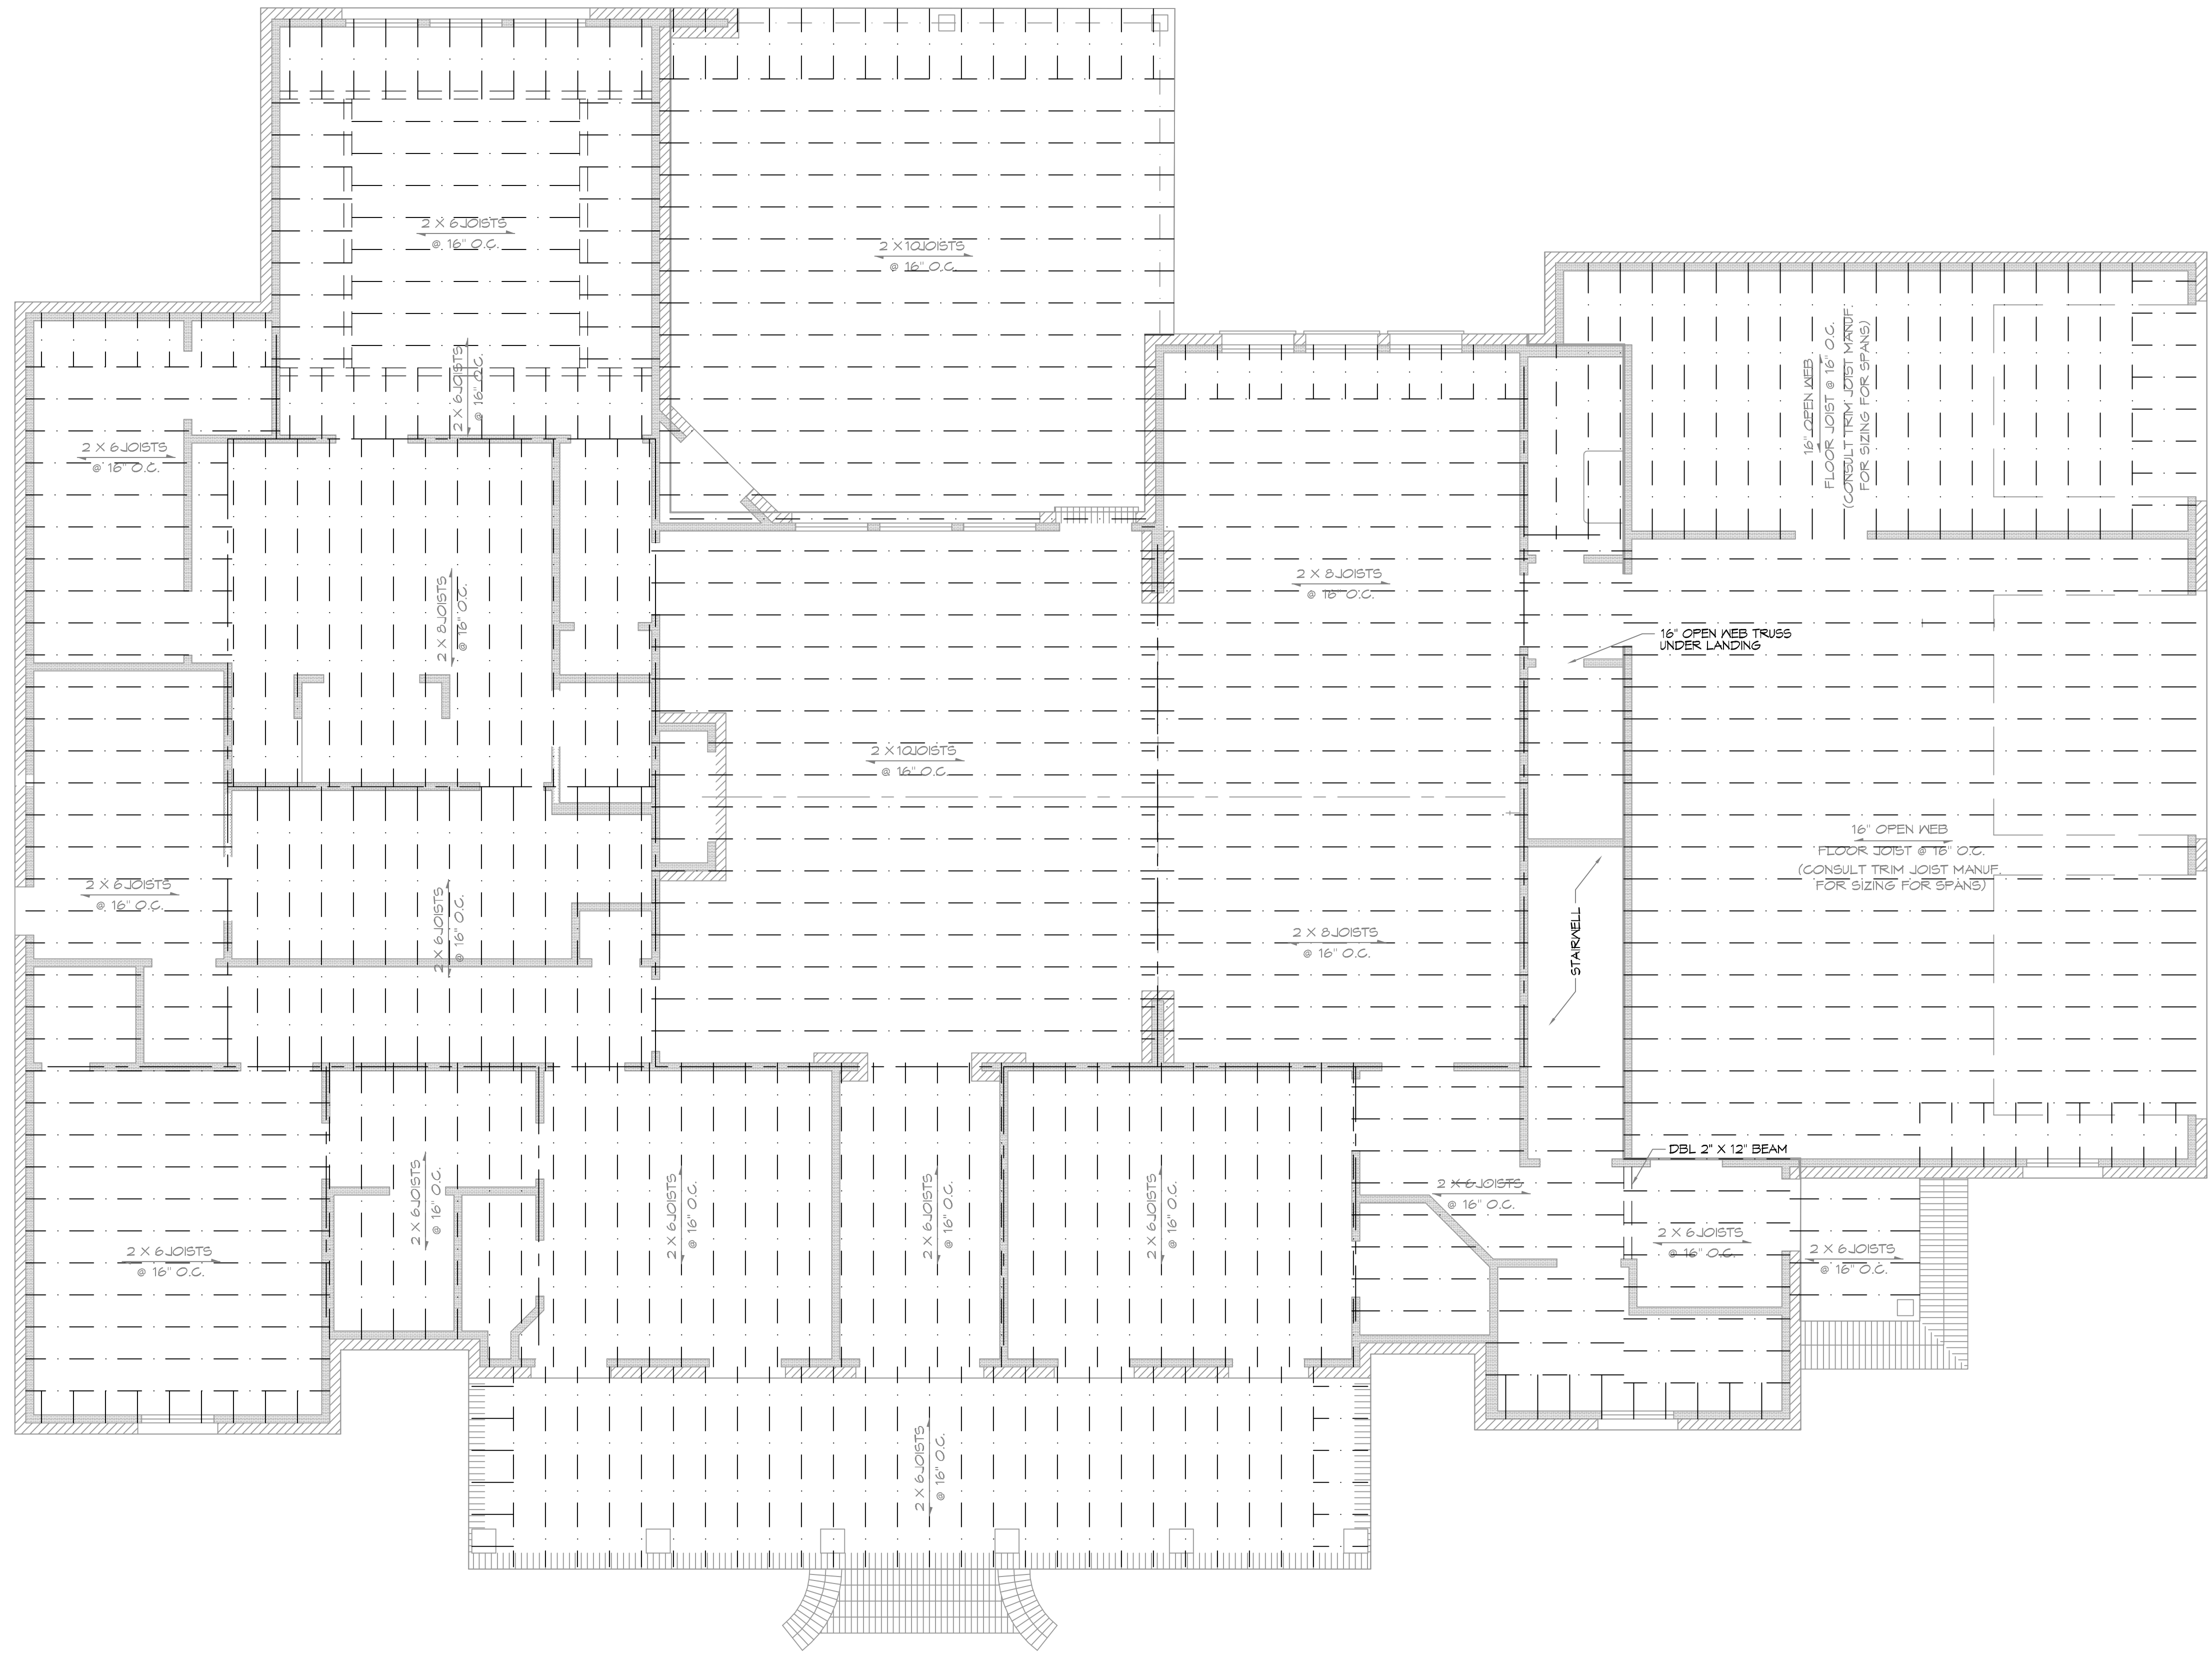 2 X 6 JOISTS
@ 16" O.C.
2 X 10 JOISTS
@ 16" O.C.
2 X 6 JOISTS
@ 16" O.C.
16" OPEN WEB
FLOOR JOIST @ 16" O.C.
(CONSULT TRIM JOIST MANUF.
FOR SIZING FOR SPANS)
2 X 6 JOISTS
@ 16" O.C.
2 X 8 JOISTS
@ 16" O.C.
2 X 8 JOISTS
@ 16" O.C.
16" OPEN WEB TRUSS
UNDER LANDING
2 X 10 JOISTS
@ 16" O.C.
16" OPEN WEB
FLOOR JOIST @ 16" O.C.
(CONSULT TRIM JOIST MANUF.
FOR SIZING FOR SPANS)
2 X 6 JOISTS
@ 16" O.C.
2 X 6 JOISTS
@ 16" O.C.
2 X 8 JOISTS
@ 16" O.C.
STAIRWELL
DBL 2" X 12" BEAM
2 X 6 JOISTS
@ 16" O.C.
2 X 6 JOISTS
@ 16" O.C.
2 X 6 JOISTS
@ 16" O.C.
2 X 6 JOISTS
@ 16" O.C.
2 X 6 JOISTS
@ 16" O.C.
2 X 6 JOISTS
@ 16" O.C.
2 X 6 JOISTS
@ 16" O.C.
2 X 6 JOISTS
@ 16" O.C.
2 X 6 JOISTS
@ 16" O.C.